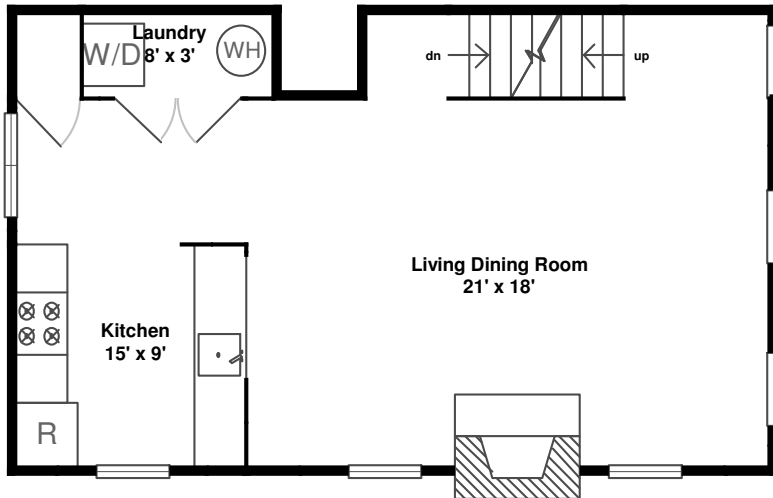 Laundry
8' x 3'
W/D
WH
dn
up
Living Dining Room
21' x 18'
Kitchen
15' x 9'
R